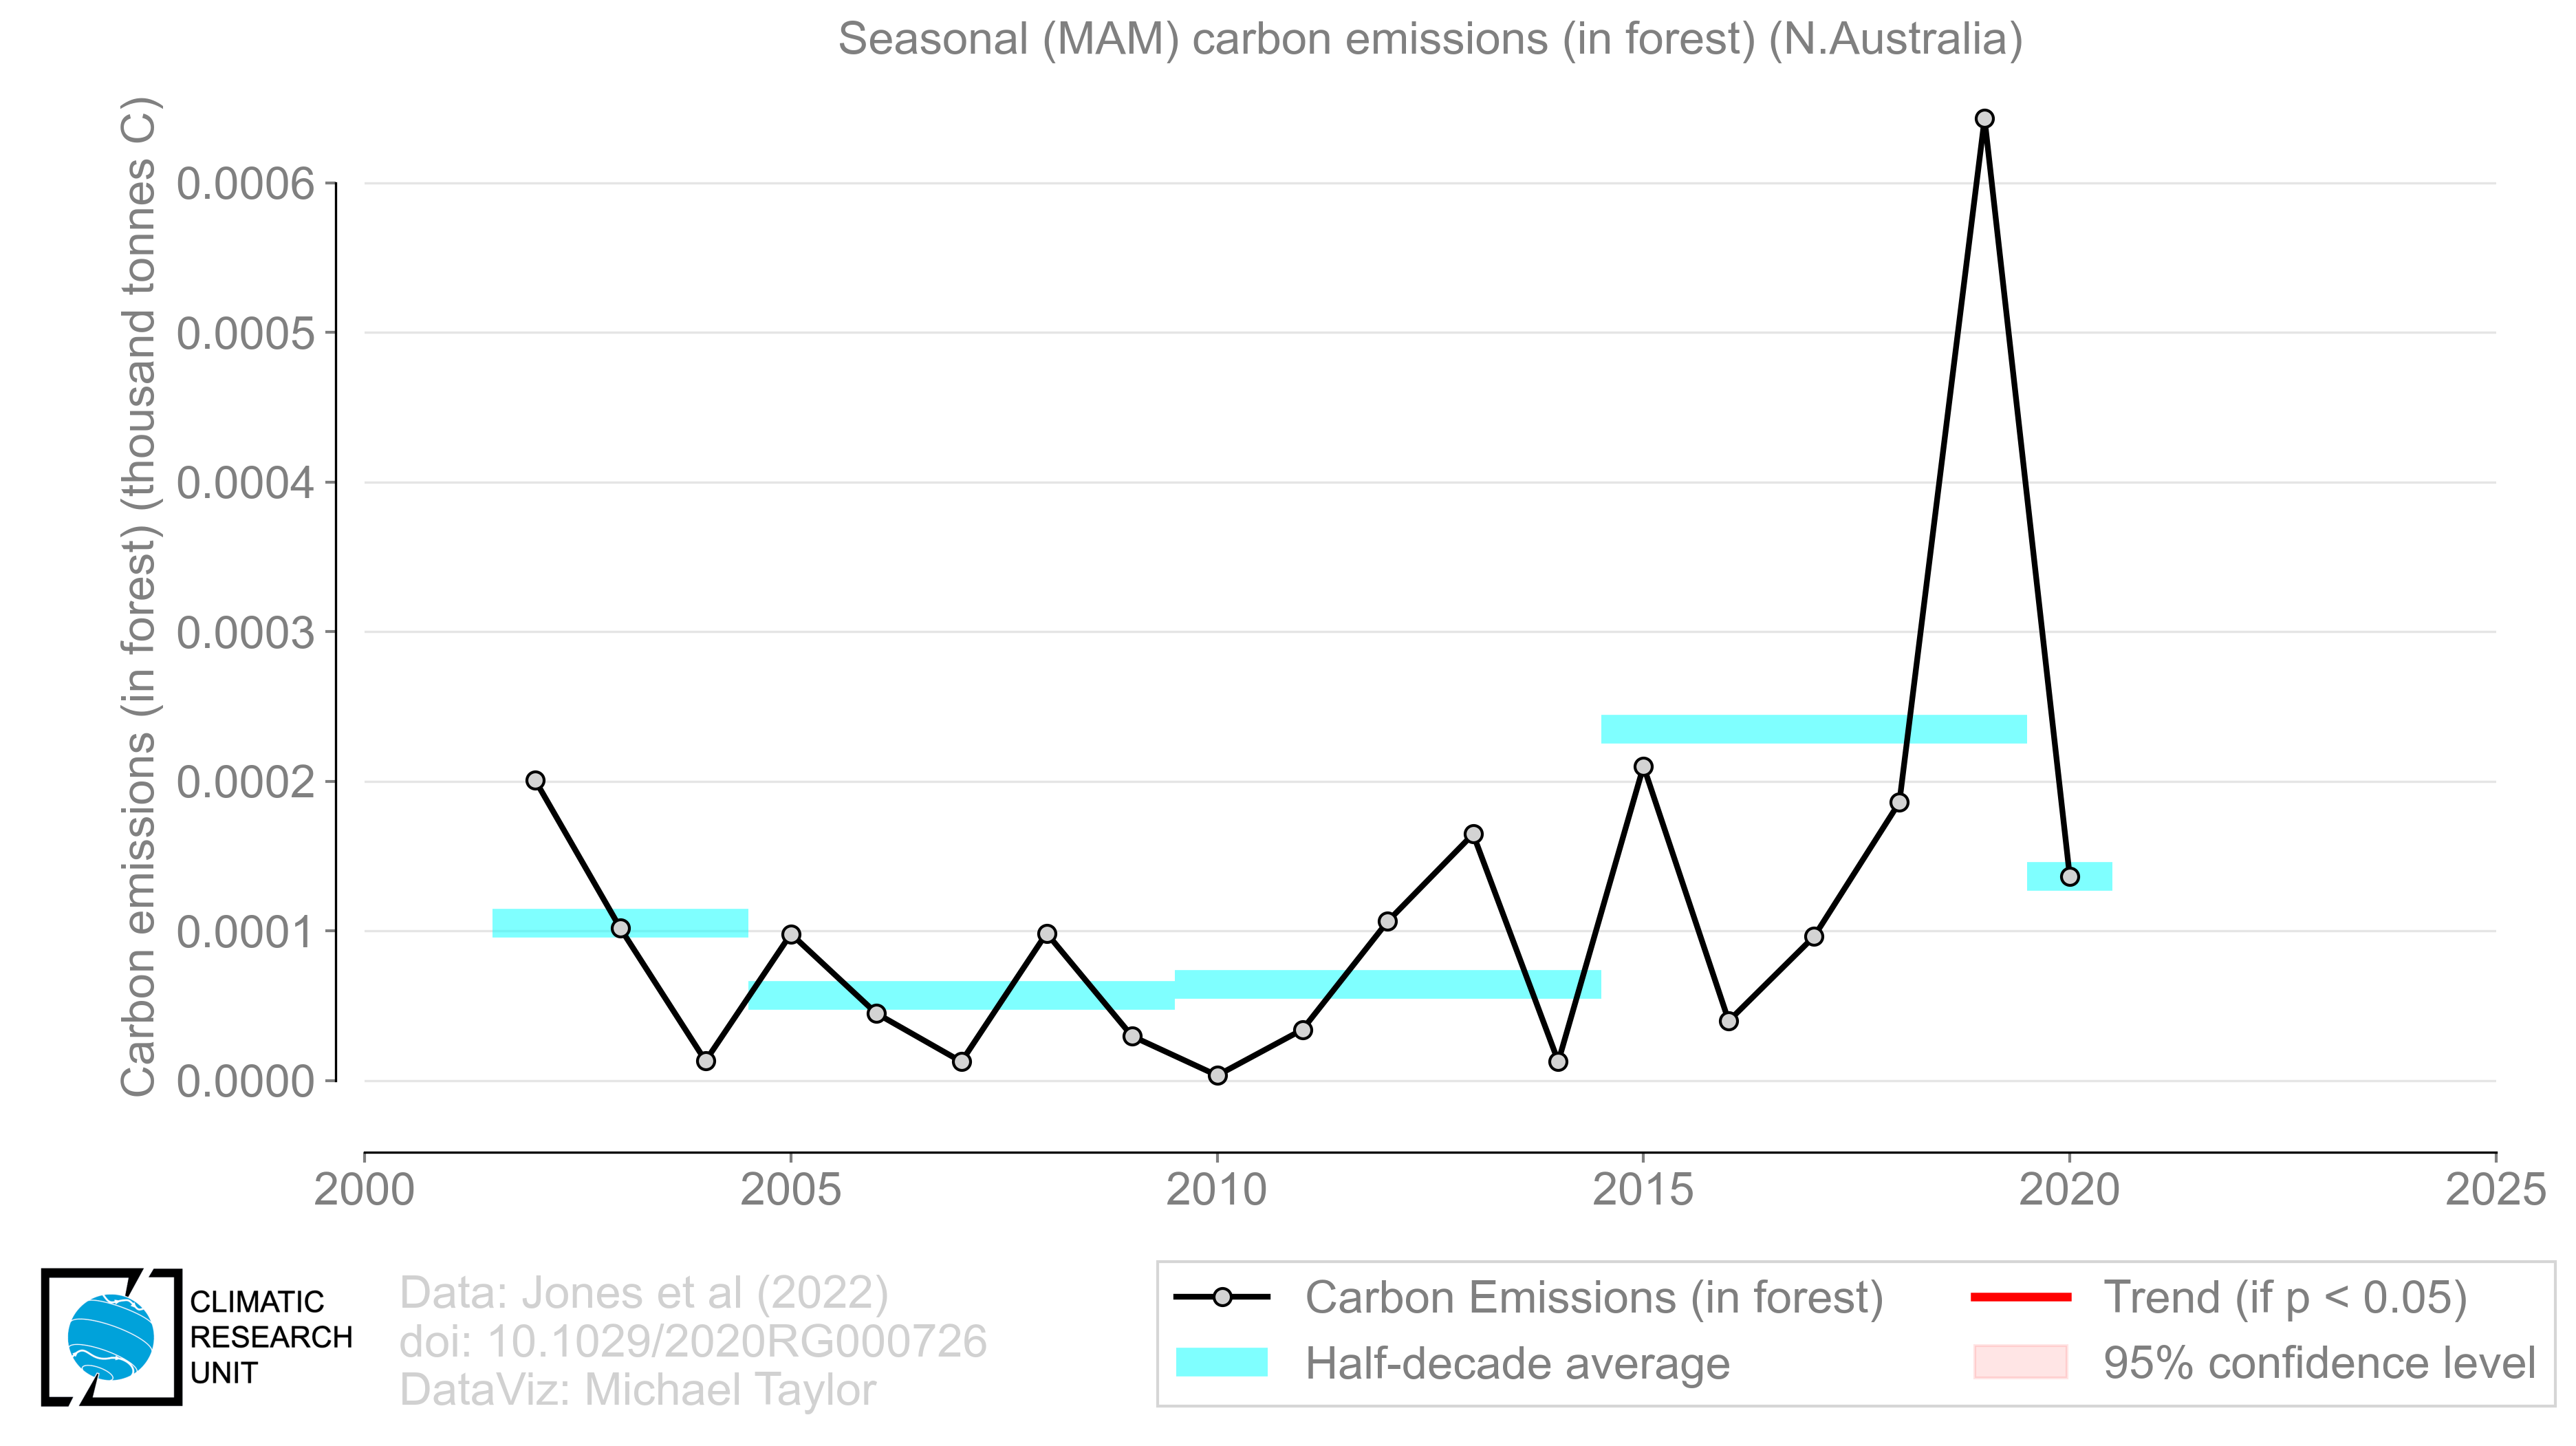 Seasonal (MAM) carbon emissions (in forest) (N.Australia)
Carbon emissions (in forest) (thousand tonnes C)
0.0006
0.0005
0.0004
0.0003
0.0002
0.0001
0.0000
2000 2005 2010 2015 2020 2025
CLIMATIC
RESEARCH
UNIT
Data: Jones et al (2022)
doi: 10.1029/2020RG000726
DataViz: Michael Taylor
Carbon Emissions (in forest)
Half-decade average
Trend (if p < 0.05)
95% confidence level